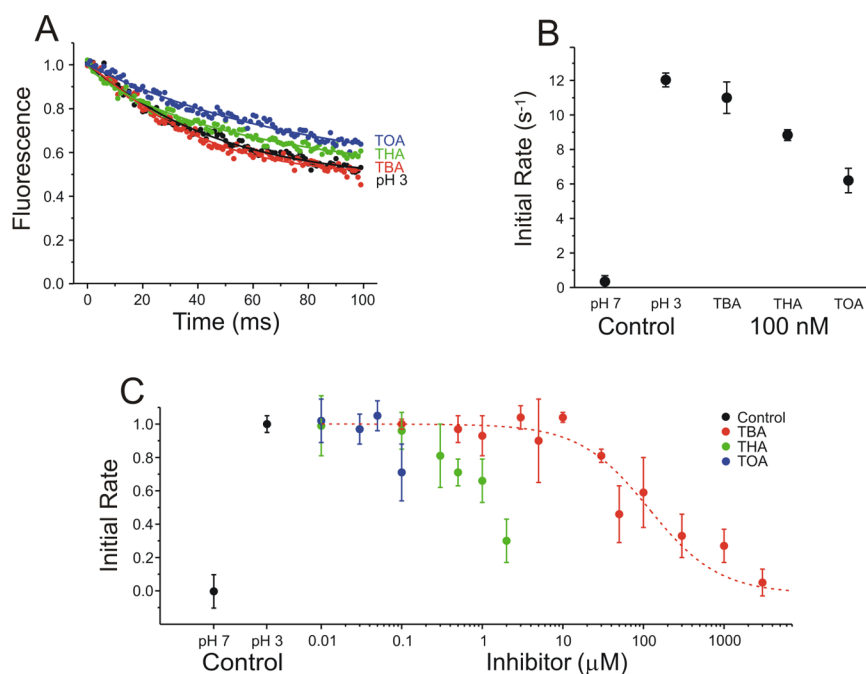 A
1.0
0.8
0.6
0.4
0.2
0.0
Fluorescence
0
20
40
60
80
100
Time (ms)
TOA
THA
TBA
pH 3
B
12
10
8
6
4
2
0
Initial Rate (s⁻¹)
pH 7
pH 3
TBA
THA
TOA
Control
100 nM
C
1.0
0.8
0.6
0.4
0.2
0.0
Initial Rate
pH 7
pH 3
0.01
0.1
1
10
100
1000
Control
Inhibitor (μM)
Control
TBA
THA
TOA